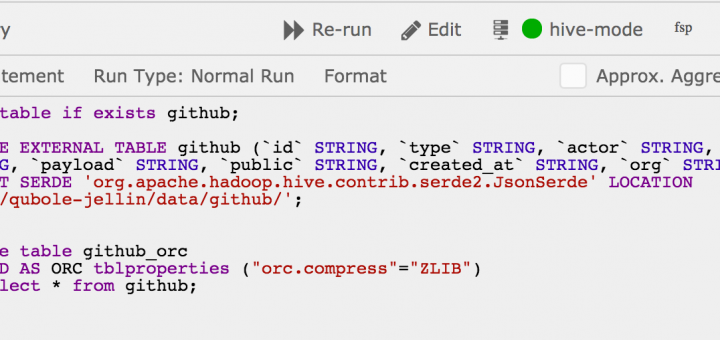 y Re-run Edit hive-mode fsp
tement Run Type: Normal Run Format Approx. Aggre
table if exists github;
E EXTERNAL TABLE github (`id` STRING, `type` STRING, `actor` STRING,
G, `payload` STRING, `public` STRING, `created_at` STRING, `org` STRI
T SERDE 'org.apache.hadoop.hive.contrib.serde2.JsonSerde' LOCATION
/qubole-jellin/data/github/';
e table github_orc
D AS ORC tblproperties ("orc.compress"="ZLIB")
lect * from github;